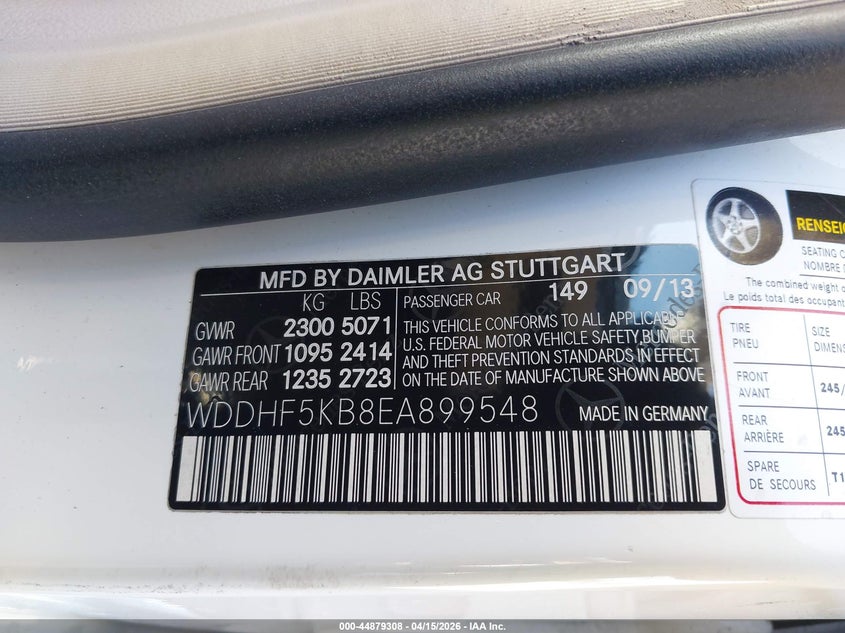 MFD BY DAIMLER AG STUTTGART
KG LBS PASSENGER CAR 149 09/13
GVWR 2300 5071
GAWR FRONT 1095 2414
GAWR REAR 1235 2723
THIS VEHICLE CONFORMS TO ALL APPLICABLE
U.S. FEDERAL MOTOR VEHICLE SAFETY, BUMPER
AND THEFT PREVENTION STANDARDS IN EFFECT
ON THE DATE OF MANUFACTURE SHOWN ABOVE
WDDHF5KB8EA899548 MADE IN GERMANY
RENSEIG
SEATING C
NOMBRE
The combined weight o
Le poids total des occupant
TIRE SIZE
PNEU DIMENS
FRONT
AVANT 245/
REAR
ARRIÈRE 245
SPARE
DE SECOURS T1
000-44879308 - 04/15/2026 - IAA Inc.